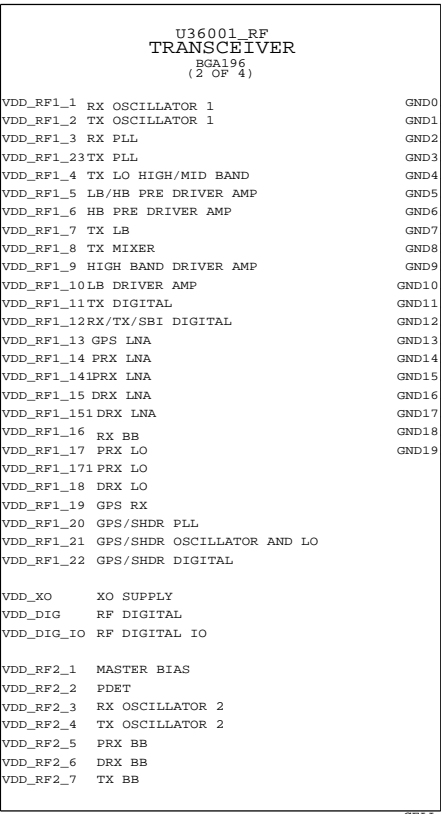 U36001_RF
TRANSCEIVER
BGA196
(2 OF 4)
VDD_RF1_1 RX OSCILLATOR 1 GND0
VDD_RF1_2 TX OSCILLATOR 1 GND1
VDD_RF1_3 RX PLL GND2
VDD_RF1_23 TX PLL GND3
VDD_RF1_4 TX LO HIGH/MID BAND GND4
VDD_RF1_5 LB/HB PRE DRIVER AMP GND5
VDD_RF1_6 HB PRE DRIVER AMP GND6
VDD_RF1_7 TX LB GND7
VDD_RF1_8 TX MIXER GND8
VDD_RF1_9 HIGH BAND DRIVER AMP GND9
VDD_RF1_10 LB DRIVER AMP GND10
VDD_RF1_11 TX DIGITAL GND11
VDD_RF1_12 RX/TX/SBI DIGITAL GND12
VDD_RF1_13 GPS LNA GND13
VDD_RF1_14 PRX LNA GND14
VDD_RF1_141 PRX LNA GND15
VDD_RF1_15 DRX LNA GND16
VDD_RF1_151 DRX LNA GND17
VDD_RF1_16 RX BB GND18
VDD_RF1_17 PRX LO GND19
VDD_RF1_171 PRX LO
VDD_RF1_18 DRX LO
VDD_RF1_19 GPS RX
VDD_RF1_20 GPS/SHDR PLL
VDD_RF1_21 GPS/SHDR OSCILLATOR AND LO
VDD_RF1_22 GPS/SHDR DIGITAL
VDD_XO XO SUPPLY
VDD_DIG RF DIGITAL
VDD_DIG_IO RF DIGITAL IO
VDD_RF2_1 MASTER BIAS
VDD_RF2_2 PDET
VDD_RF2_3 RX OSCILLATOR 2
VDD_RF2_4 TX OSCILLATOR 2
VDD_RF2_5 PRX BB
VDD_RF2_6 DRX BB
VDD_RF2_7 TX BB